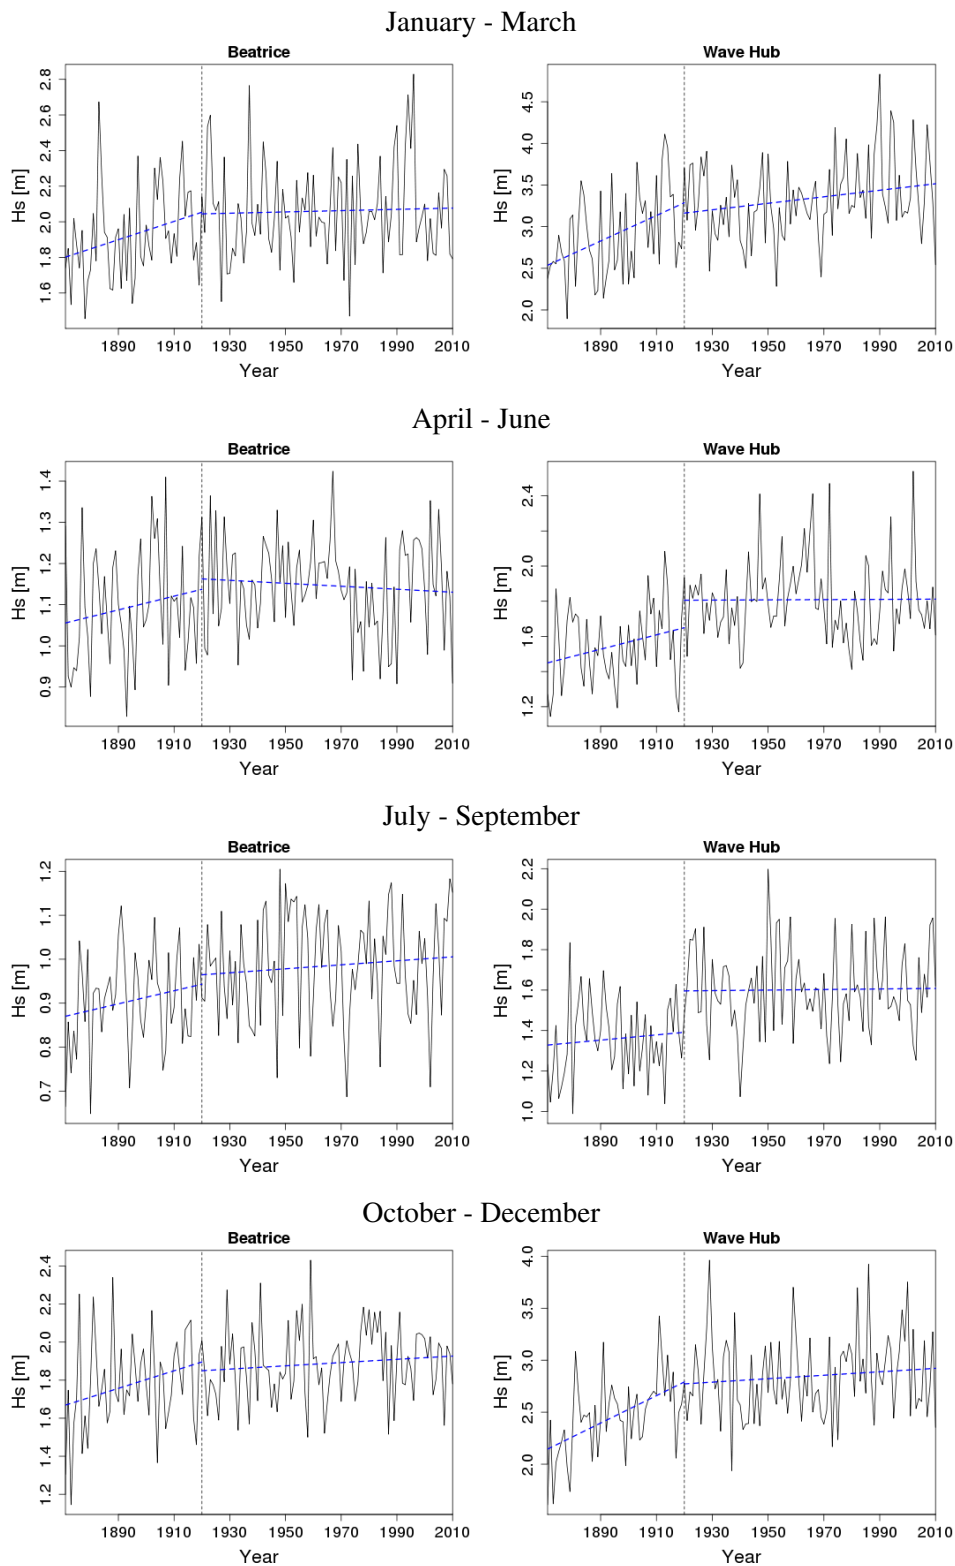 January - March
Beatrice
Wave Hub
Hs [m]
1.6 1.8 2.0 2.2 2.4 2.6 2.8
1890 1910 1930 1950 1970 1990 2010
Year
Hs [m]
2.0 2.5 3.0 3.5 4.0 4.5
1890 1910 1930 1950 1970 1990 2010
Year
April - June
Beatrice
Wave Hub
Hs [m]
0.9 1.0 1.1 1.2 1.3 1.4
1890 1910 1930 1950 1970 1990 2010
Year
Hs [m]
1.2 1.6 2.0 2.4
1890 1910 1930 1950 1970 1990 2010
Year
July - September
Beatrice
Wave Hub
Hs [m]
0.7 0.8 0.9 1.0 1.1 1.2
1890 1910 1930 1950 1970 1990 2010
Year
Hs [m]
1.0 1.2 1.4 1.6 1.8 2.0 2.2
1890 1910 1930 1950 1970 1990 2010
Year
October - December
Beatrice
Wave Hub
Hs [m]
1.2 1.4 1.6 1.8 2.0 2.2 2.4
1890 1910 1930 1950 1970 1990 2010
Year
Hs [m]
2.0 2.5 3.0 3.5 4.0
1890 1910 1930 1950 1970 1990 2010
Year